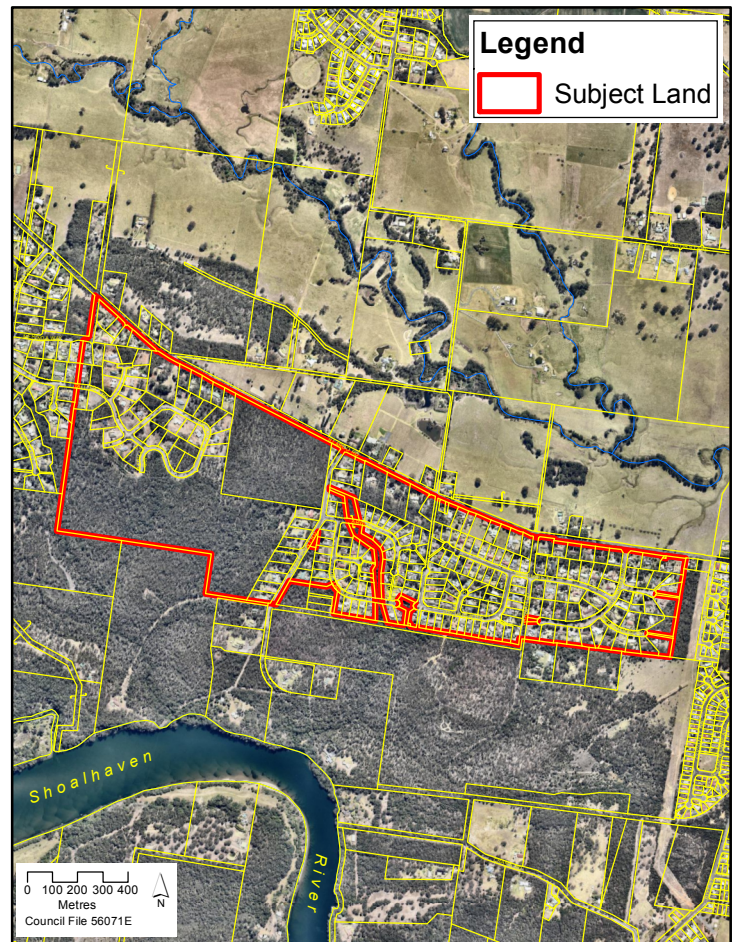 Legend
Subject Land
Shoalhaven
River
0 100 200 300 400
Metres
Council File 56071E
N